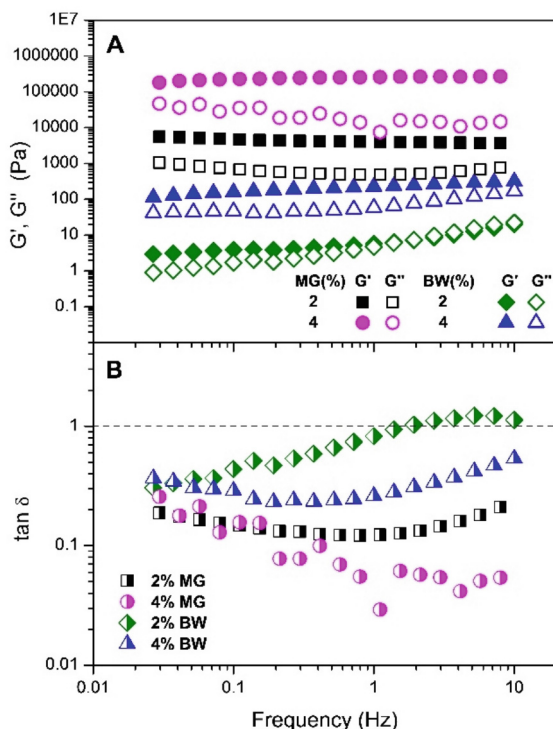 A
1E7
1000000
100000
10000
1000
100
10
1
0.1
G', G" (Pa)
MG(%) G' G" BW(%) G' G"
2 2
4 4
B
1
0.1
0.01
tan δ
2% MG
4% MG
2% BW
4% BW
0.01 0.1 1 10
Frequency (Hz)